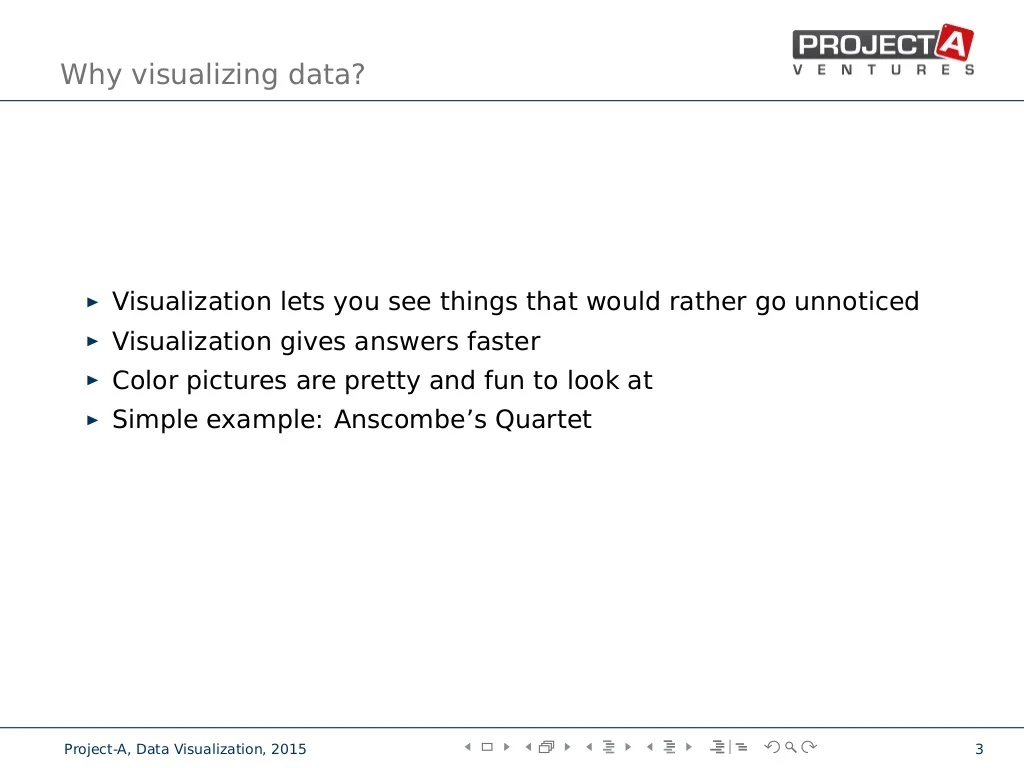 Why visualizing data?
PROJECT A
VENTURES
► Visualization lets you see things that would rather go unnoticed
► Visualization gives answers faster
► Color pictures are pretty and fun to look at
► Simple example: Anscombe’s Quartet
Project-A, Data Visualization, 2015
3